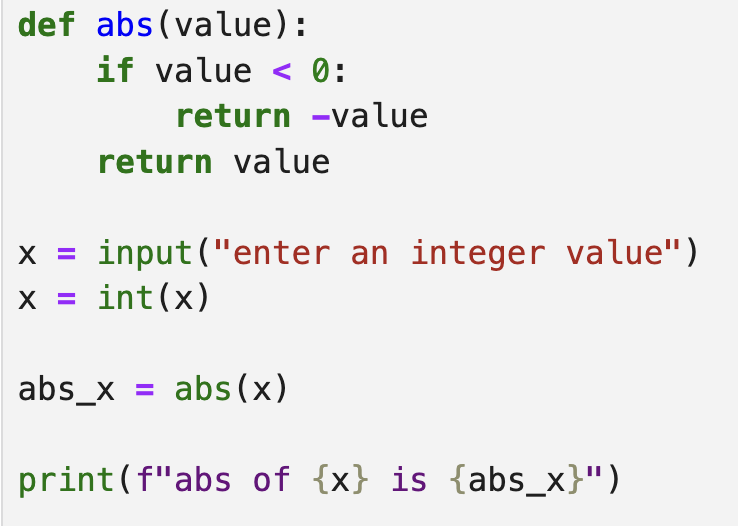 def abs(value):
    if value < 0:
        return -value
    return value

x = input("enter an integer value")
x = int(x)

abs_x = abs(x)

print(f"abs of {x} is {abs_x}")